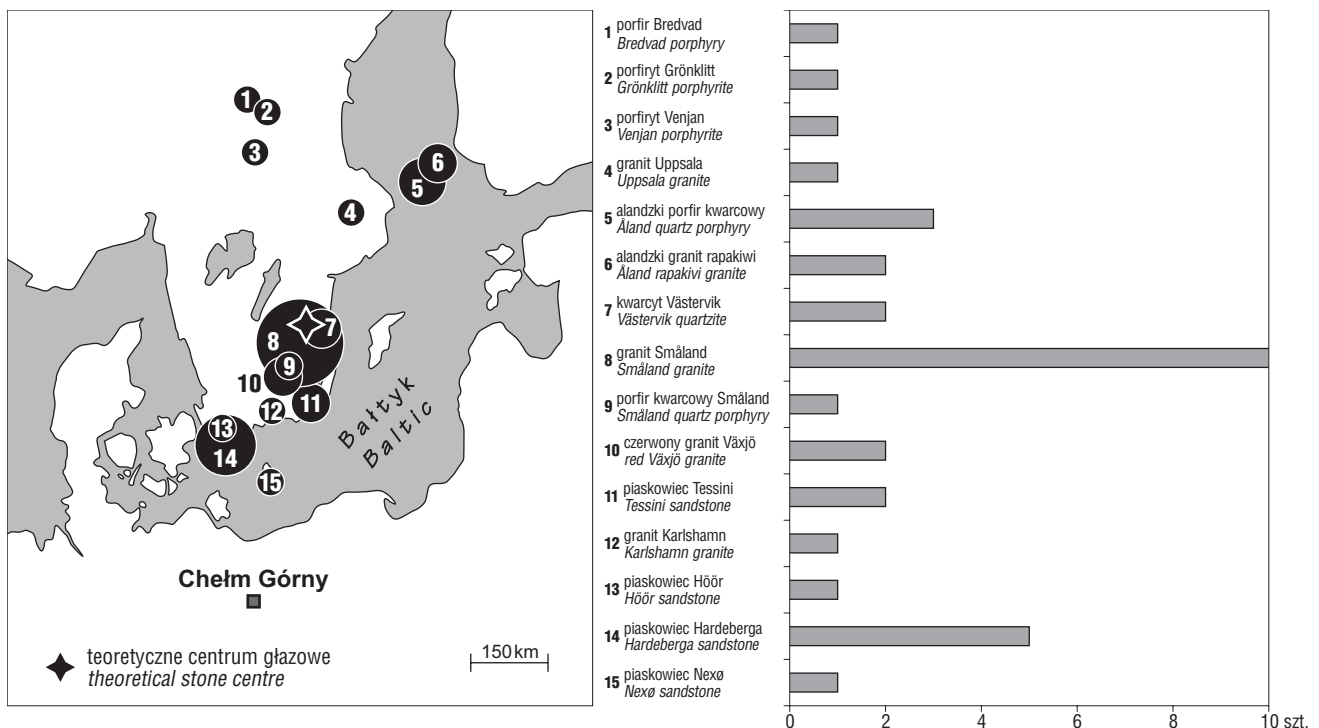 1
2
3
4
5
6
7
8
9
10
11
12
13
14
15
Bałtyk
Baltic
Chełm Górny
teoretyczne centrum głazowe
theoretical stone centre
150 km
1 porfir Bredvad
Bredvad porphyry
2 porfiryt Grönklitt
Grönklitt porphyrite
3 porfiryt Venjan
Venjan porphyrite
4 granit Uppsala
Uppsala granite
5 alandzki porfir kwarcowy
Åland quartz porphyry
6 alandzki granit rapakiwi
Åland rapakivi granite
7 kwarcyt Västervik
Västervik quartzite
8 granit Småland
Småland granite
9 porfir kwarcowy Småland
Småland quartz porphyry
10 czerwony granit Växjö
red Växjö granite
11 piaskowiec Tessini
Tessini sandstone
12 granit Karlshamn
Karlshamn granite
13 piaskowiec Höör
Höör sandstone
14 piaskowiec Hardeberga
Hardeberga sandstone
15 piaskowiec Nexø
Nexø sandstone
0 2 4 6 8 10 szt.